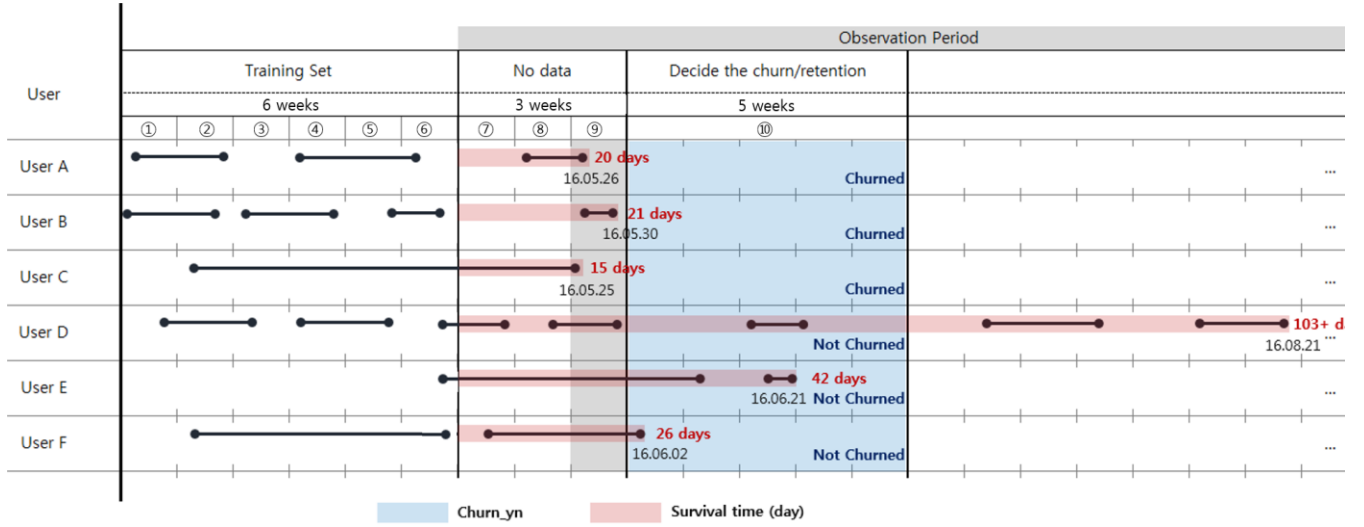 Observation Period
User
Training Set
No data
Decide the churn/retention
6 weeks
3 weeks
5 weeks
① ② ③ ④ ⑤ ⑥ ⑦ ⑧ ⑨ ⑩
User A
20 days
16.05.26
Churned
...
User B
21 days
16.05.30
Churned
...
User C
15 days
16.05.25
Churned
...
User D
103+ d
16.08.21
Not Churned
...
User E
42 days
16.06.21
Not Churned
...
User F
26 days
16.06.02
Not Churned
...
Churn_yn
Survival time (day)